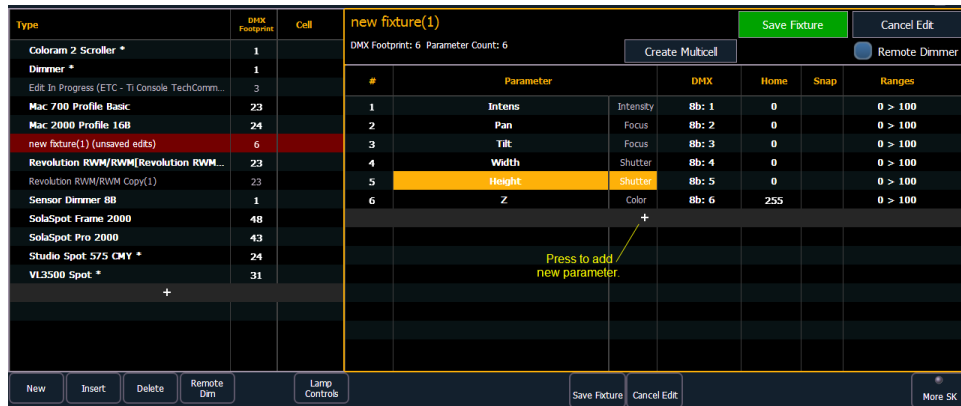 Type DMX Footprint Cell
Coloram 2 Scroller * 1
Dimmer * 1
Edit In Progress (ETC - Ti Console TechComm... 3
Mac 700 Profile Basic 23
Mac 2000 Profile 16B 24
new fixture(1) (unsaved edits) 6
Revolution RWM/RWM[Revolution RWM... 23
Revolution RWM/RWM Copy(1) 23
Sensor Dimmer 8B 1
SolaSpot Frame 2000 48
SolaSpot Pro 2000 43
Studio Spot 575 CMY * 24
VL3500 Spot * 31
+
new fixture(1) Save Fixture Cancel Edit
DMX Footprint: 6 Parameter Count: 6 Create Multicell Remote Dimmer
# Parameter DMX Home Snap Ranges
1 Intens Intensity 8b: 1 0 0 > 100
2 Pan Focus 8b: 2 0 0 > 100
3 Tilt Focus 8b: 3 0 0 > 100
4 Width Shutter 8b: 4 0 0 > 100
5 Height Shutter 8b: 5 0 0 > 100
6 Z Color 8b: 6 255 0 > 100
+
Press to add
new parameter.
New Insert Delete Remote Dim Lamp Controls Save Fixture Cancel Edit More SK